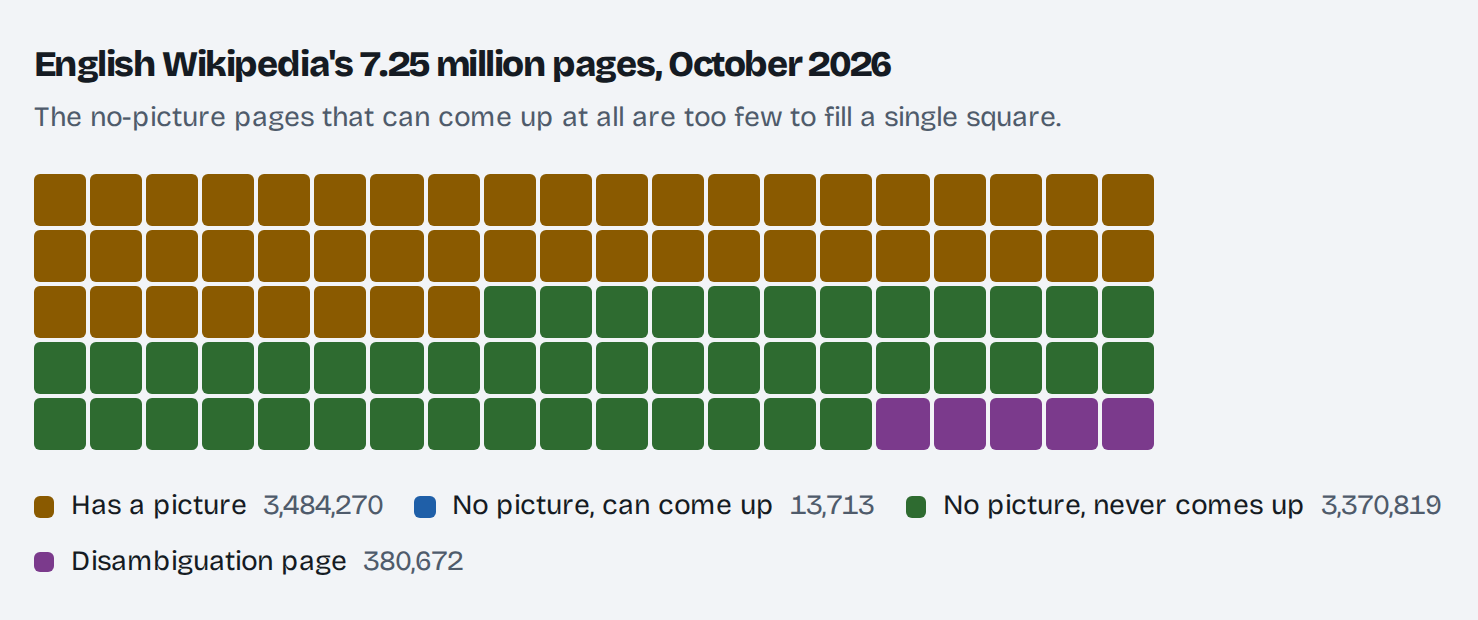 English Wikipedia's 7.25 million pages, October 2026
The no-picture pages that can come up at all are too few to fill a single square.
Has a picture 3,484,270 No picture, can come up 13,713 No picture, never comes up 3,370,819
Disambiguation page 380,672